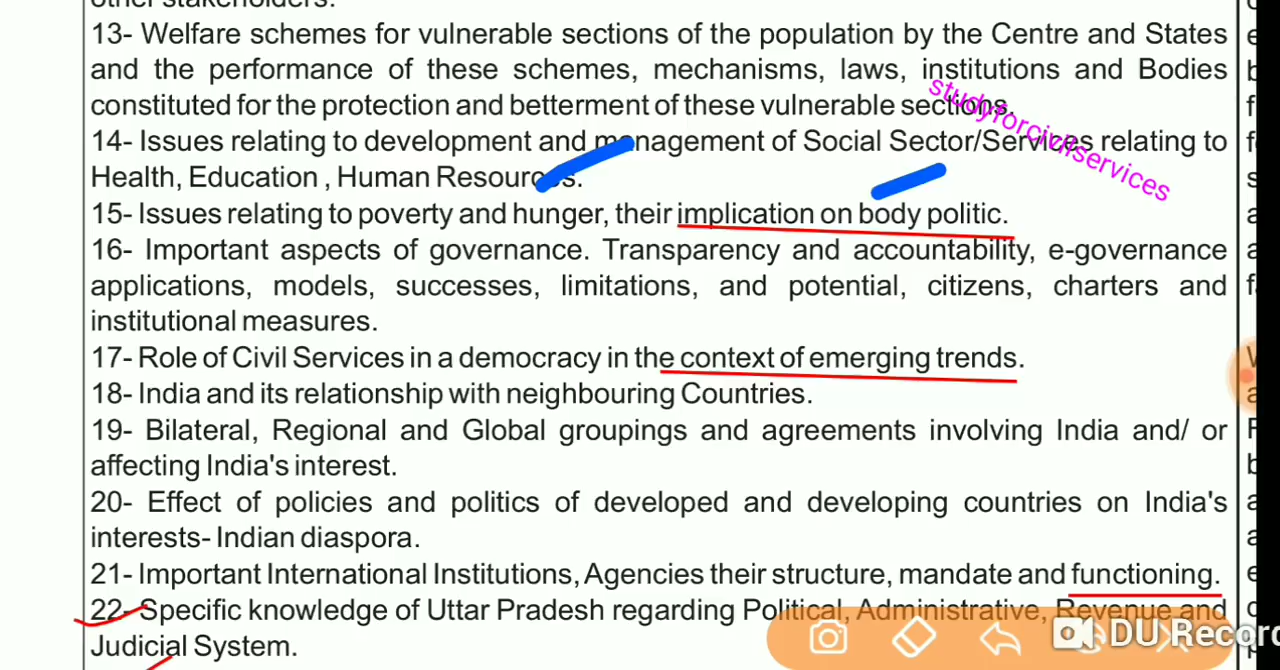 other stakeholders.
13- Welfare schemes for vulnerable sections of the population by the Centre and States
and the performance of these schemes, mechanisms, laws, institutions and Bodies
constituted for the protection and betterment of these vulnerable sections.
studyforcivilservices
14- Issues relating to development and management of Social Sector/Services relating to
Health, Education , Human Resources.
15- Issues relating to poverty and hunger, their implication on body politic.
16- Important aspects of governance. Transparency and accountability, e-governance
applications, models, successes, limitations, and potential, citizens, charters and
institutional measures.
17- Role of Civil Services in a democracy in the context of emerging trends.
18- India and its relationship with neighbouring Countries.
19- Bilateral, Regional and Global groupings and agreements involving India and/ or
affecting India's interest.
20- Effect of policies and politics of developed and developing countries on India's
interests- Indian diaspora.
21- Important International Institutions, Agencies their structure, mandate and functioning.
22- Specific knowledge of Uttar Pradesh regarding Political, Administrative, Revenue and
Judicial System.
DU Recorc